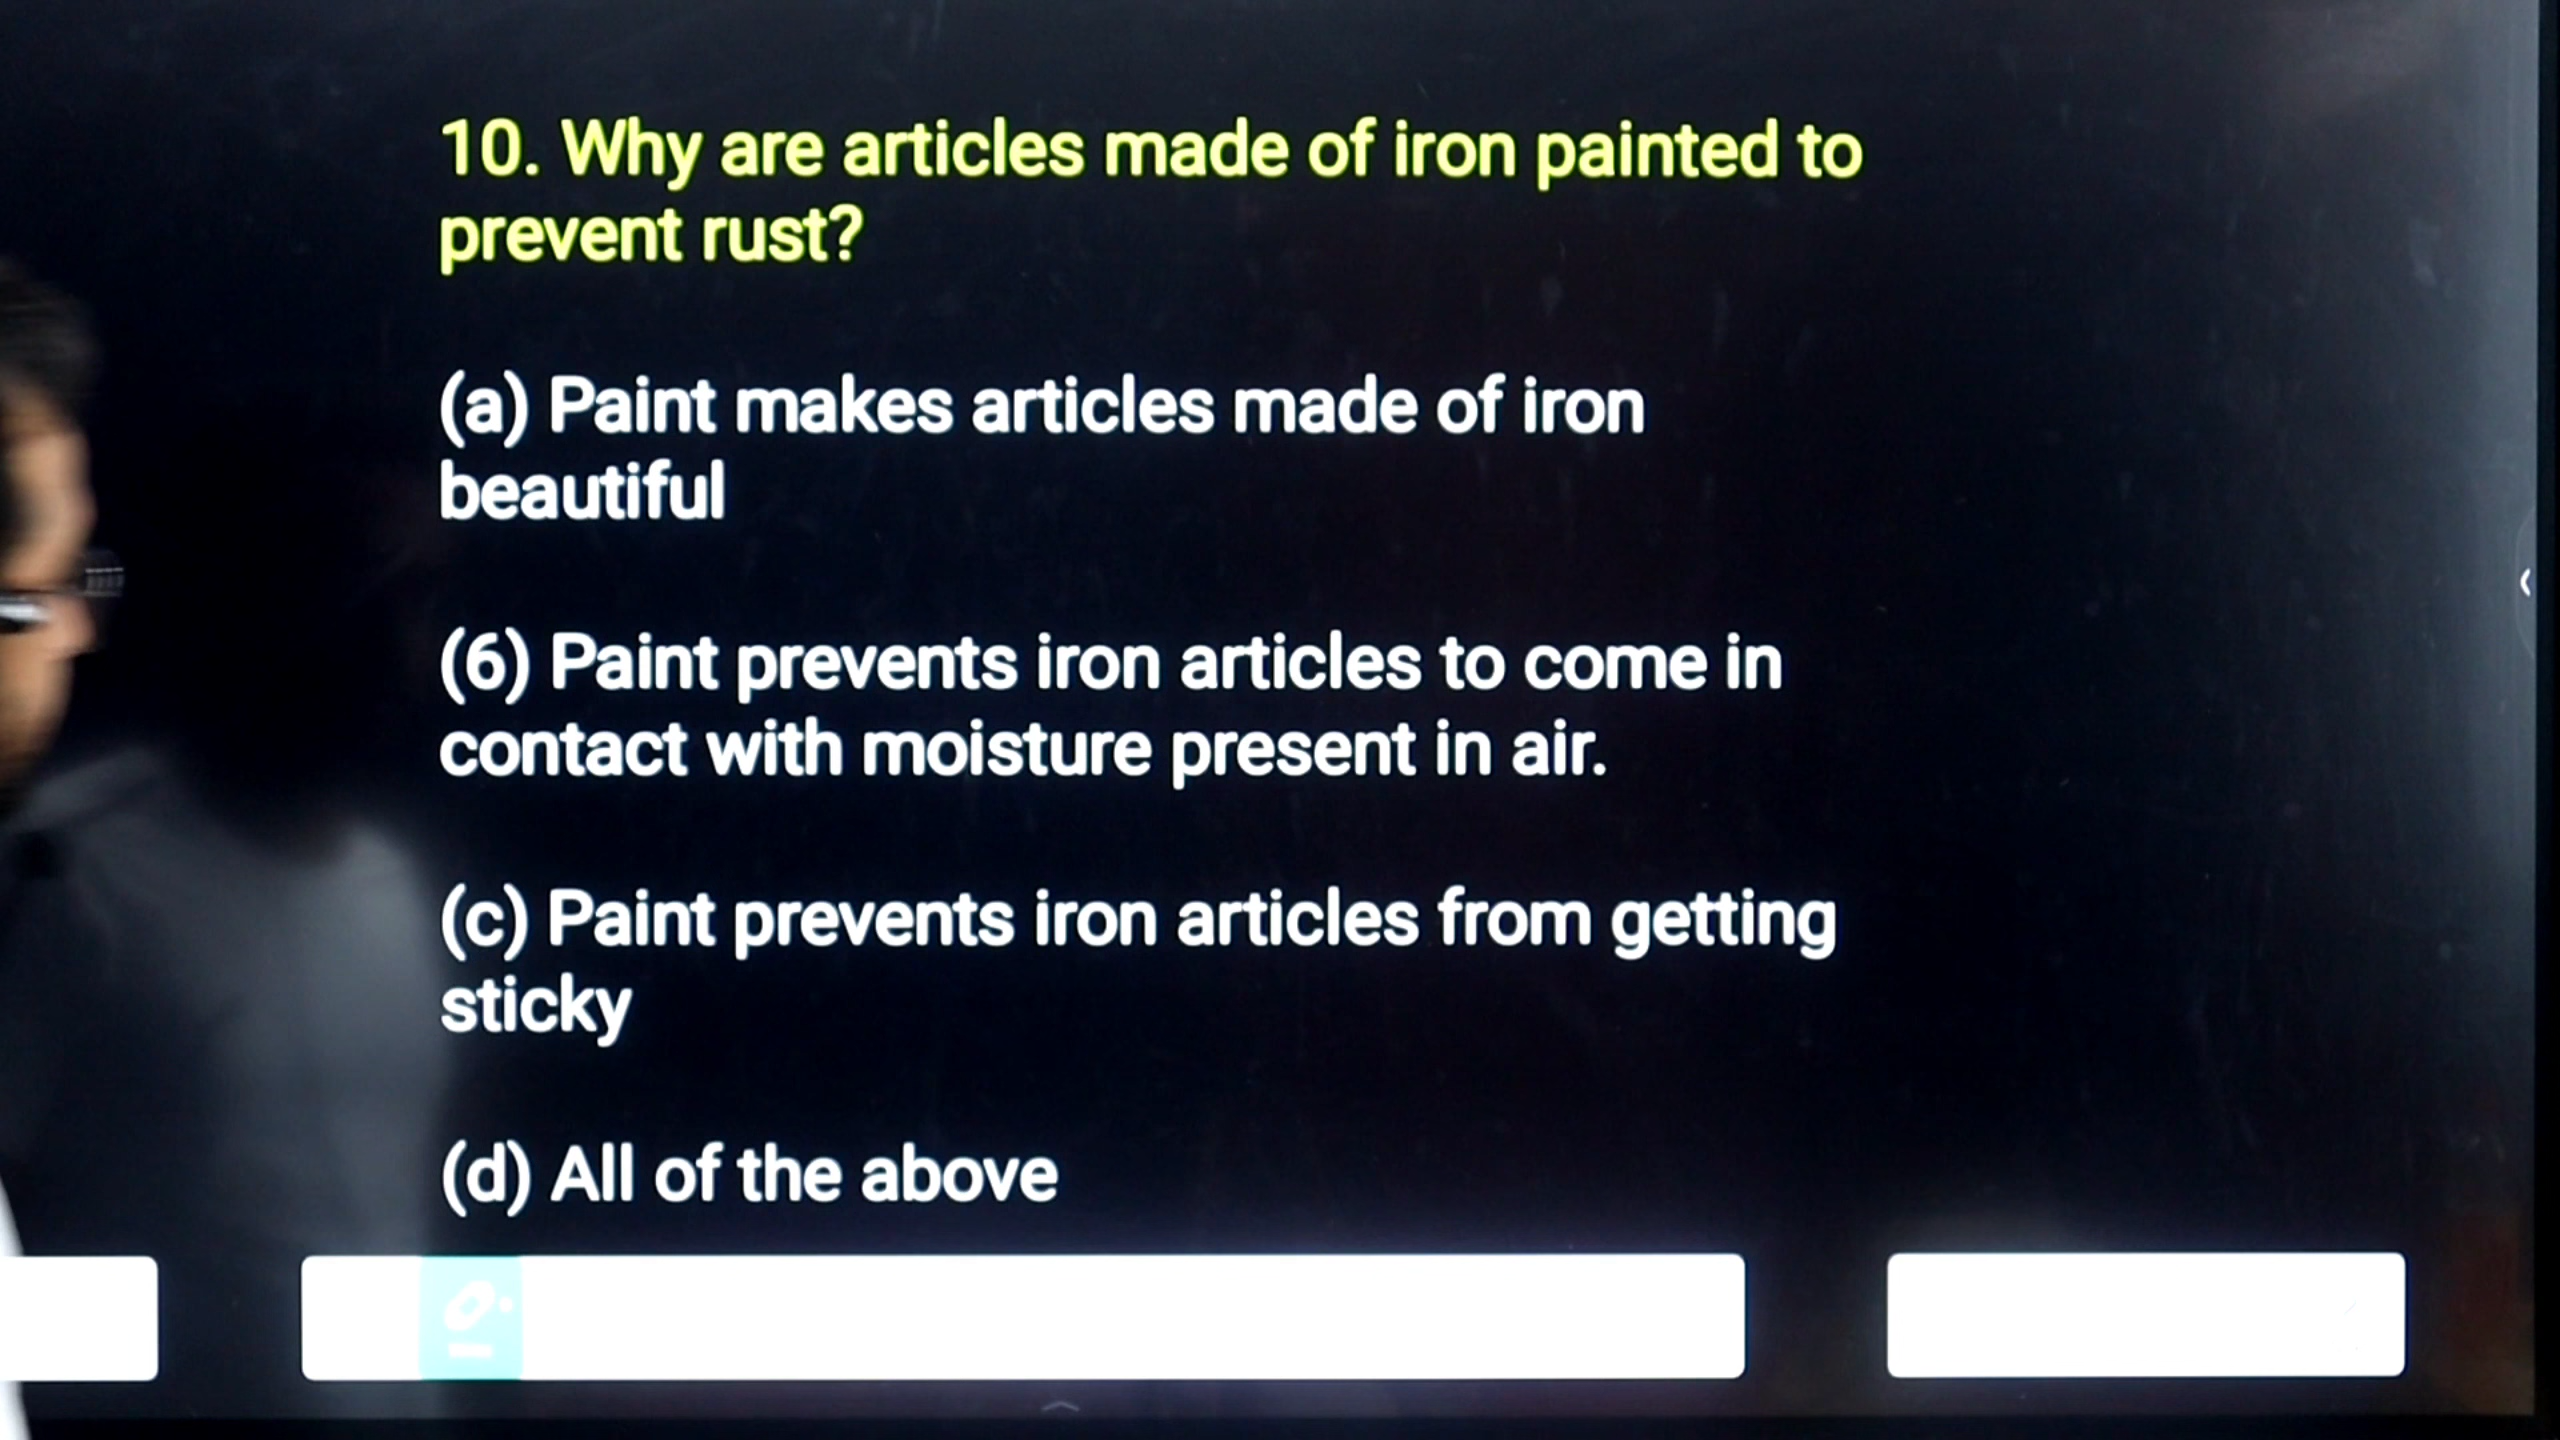 10. Why are articles made of iron painted to
prevent rust?
(a) Paint makes articles made of iron
beautiful
(6) Paint prevents iron articles to come in
contact with moisture present in air.
(c) Paint prevents iron articles from getting
sticky
(d) All of the above